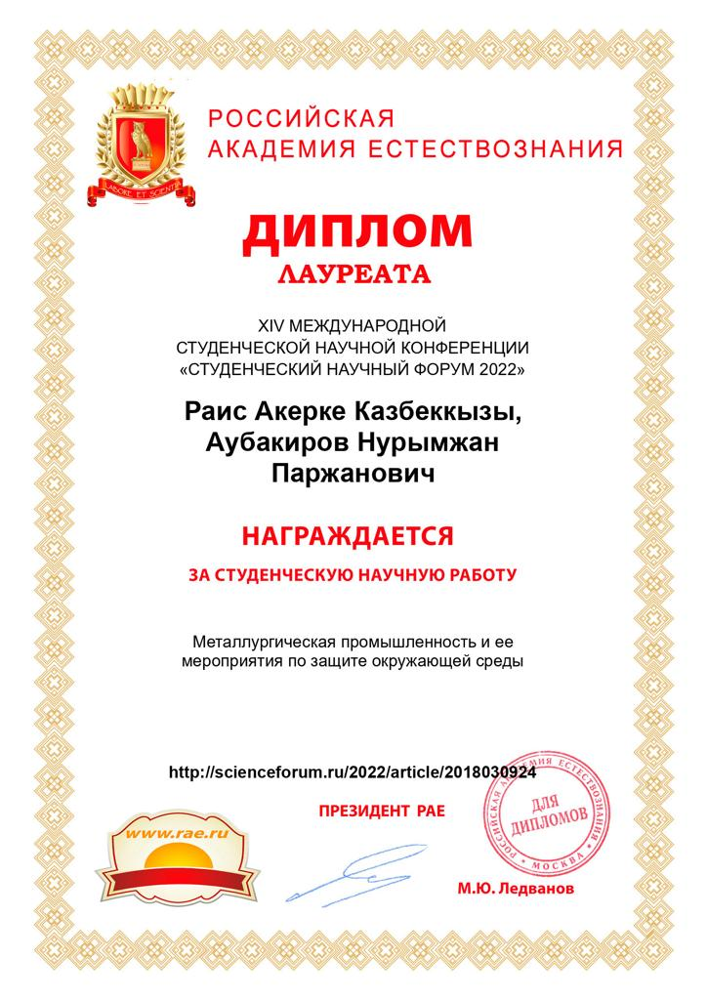 РОССИЙСКАЯ
АКАДЕМИЯ ЕСТЕСТВОЗНАНИЯ
LABORE ET SCIENTIA
ДИПЛОМ
ЛАУРЕАТА
XIV МЕЖДУНАРОДНОЙ
СТУДЕНЧЕСКОЙ НАУЧНОЙ КОНФЕРЕНЦИИ
«СТУДЕНЧЕСКИЙ НАУЧНЫЙ ФОРУМ 2022»
Раис Акерке Казбеккызы,
Аубакиров Нурымжан
Паржанович
НАГРАЖДАЕТСЯ
ЗА СТУДЕНЧЕСКУЮ НАУЧНУЮ РАБОТУ
Металлургическая промышленность и ее
мероприятия по защите окружающей среды
http://scienceforum.ru/2022/article/2018030924
ПРЕЗИДЕНТ РАЕ
www.rae.ru
РОССИЙСКАЯ АКАДЕМИЯ ЕСТЕСТВОЗНАНИЯ
* МОСКВА *
ДЛЯ
ДИПЛОМОВ
М.Ю. Ледванов